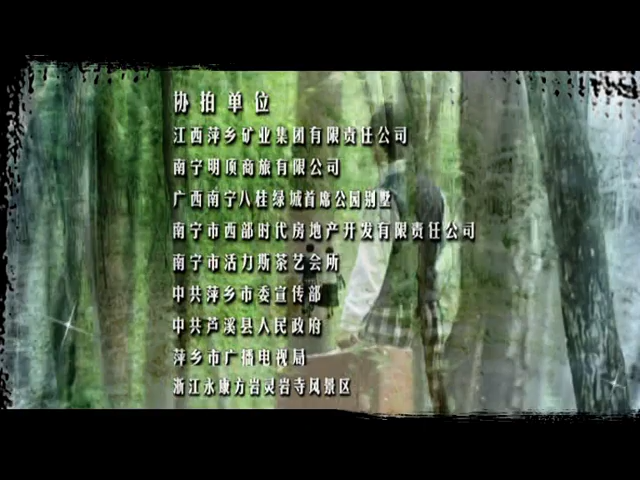 协拍单位
江西萍乡矿业集团有限责任公司
南宁明顶商旅有限公司
广西南宁八桂绿城首席公园别墅
南宁市西部时代房地产开发有限责任公司
南宁市活力斯茶艺会所
中共萍乡市委宣传部
中共芦溪县人民政府
萍乡市广播电视局
浙江永康方岩灵岩寺风景区